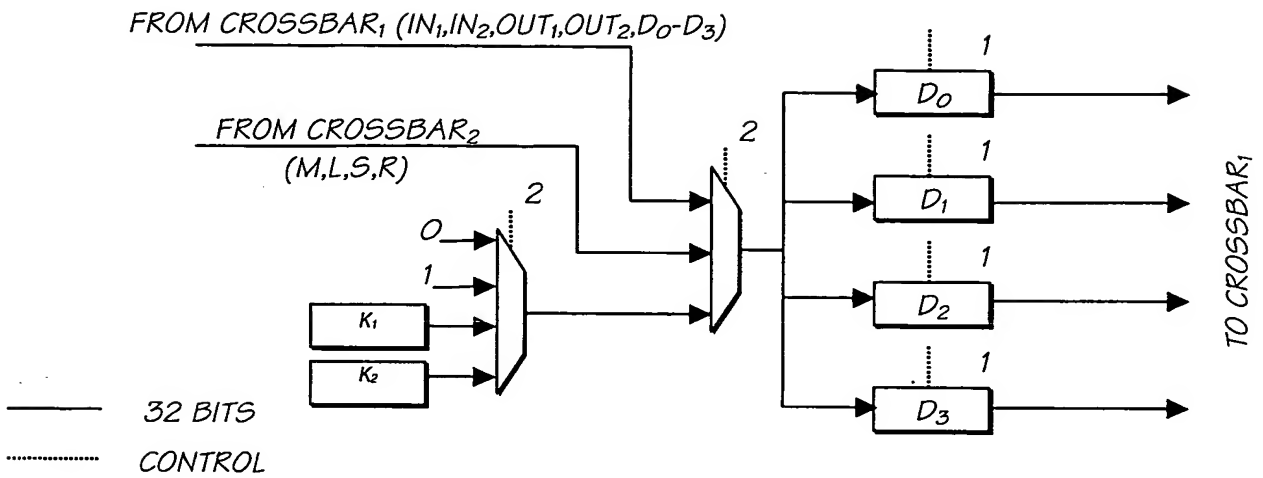 FROM CROSSBAR₁ (IN₁,IN₂,OUT₁,OUT₂,D₀-D₃)
1
D₀
FROM CROSSBAR₂
(M,L,S,R)
2
1
D₁
2
0
1
K₁
K₂
1
D₂
1
D₃
TO CROSSBAR₁
32 BITS
CONTROL